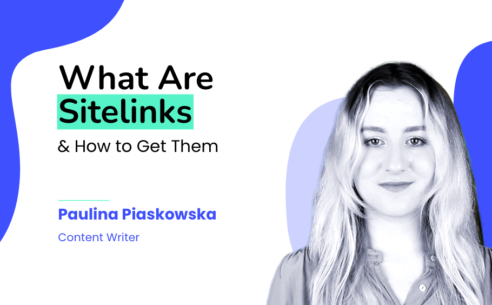 What Are
Sitelinks
& How to Get Them
Paulina Piaskowska
Content Writer